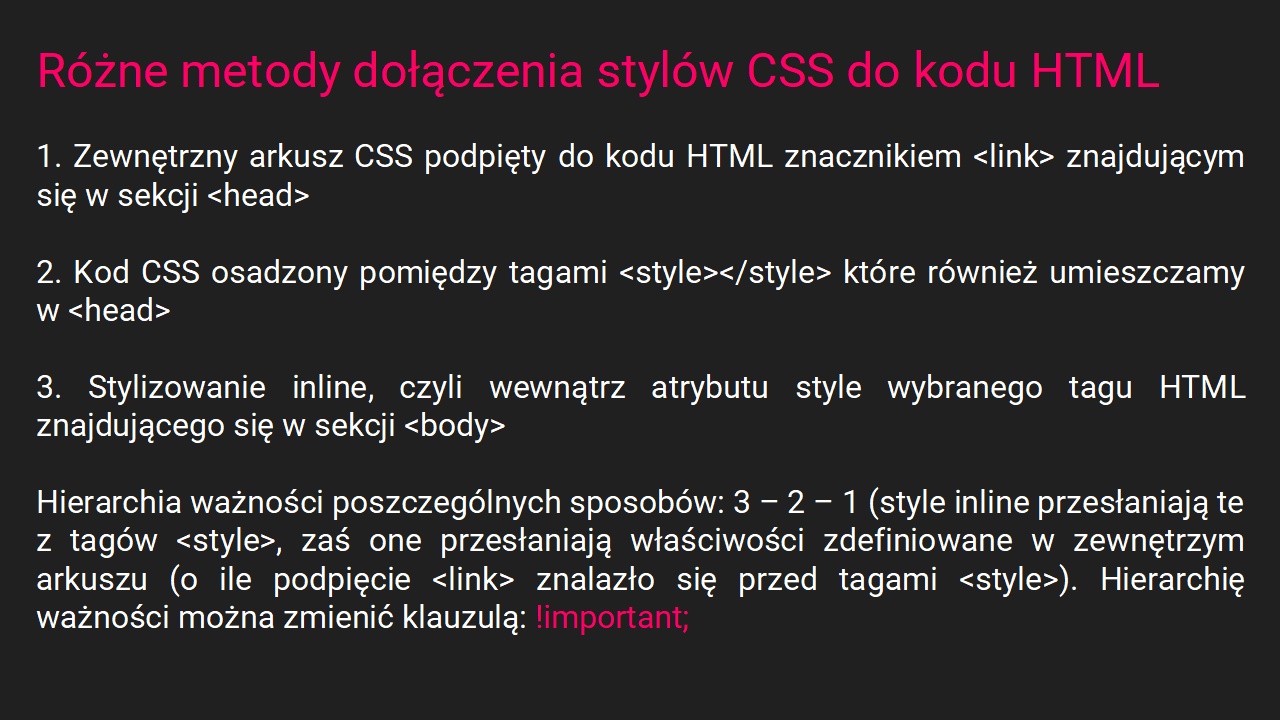 Różne metody dołączenia stylów CSS do kodu HTML
1. Zewnętrzny arkusz CSS podpięty do kodu HTML znacznikiem <link> znajdującym
się w sekcji <head>
2. Kod CSS osadzony pomiędzy tagami <style></style> które również umieszczamy
w <head>
3. Stylizowanie inline, czyli wewnątrz atrybutu style wybranego tagu HTML
znajdującego się w sekcji <body>
Hierarchia ważności poszczególnych sposobów: 3 – 2 – 1 (style inline przesłaniają te
z tagów <style>, zaś one przesłaniają właściwości zdefiniowane w zewnętrzym
arkuszu (o ile podpięcie <link> znalazło się przed tagami <style>). Hierarchię
ważności można zmienić klauzulą: !important;